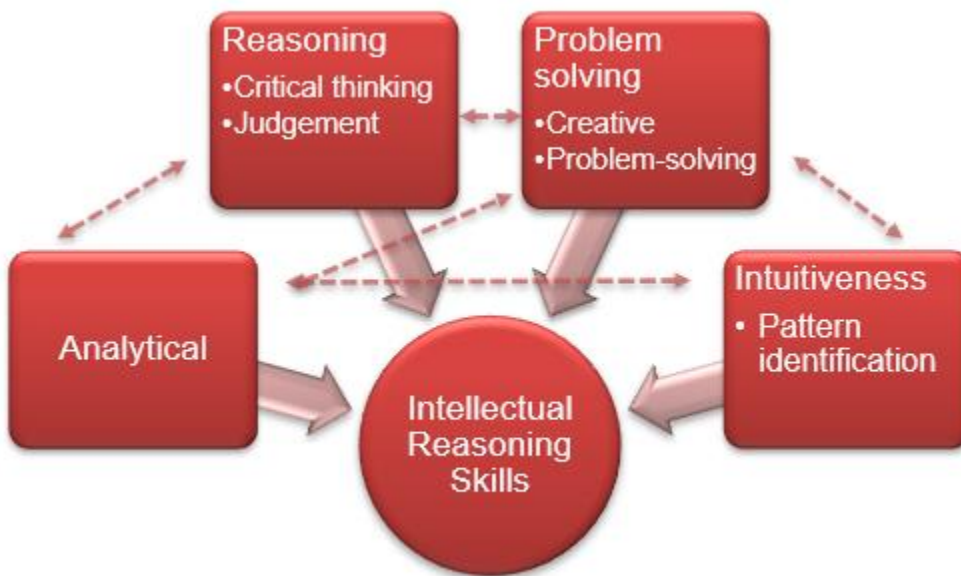 Reasoning
•Critical thinking
•Judgement
Problem
solving
•Creative
•Problem-solving
Analytical
Intuitiveness
• Pattern
identification
Intellectual
Reasoning
Skills